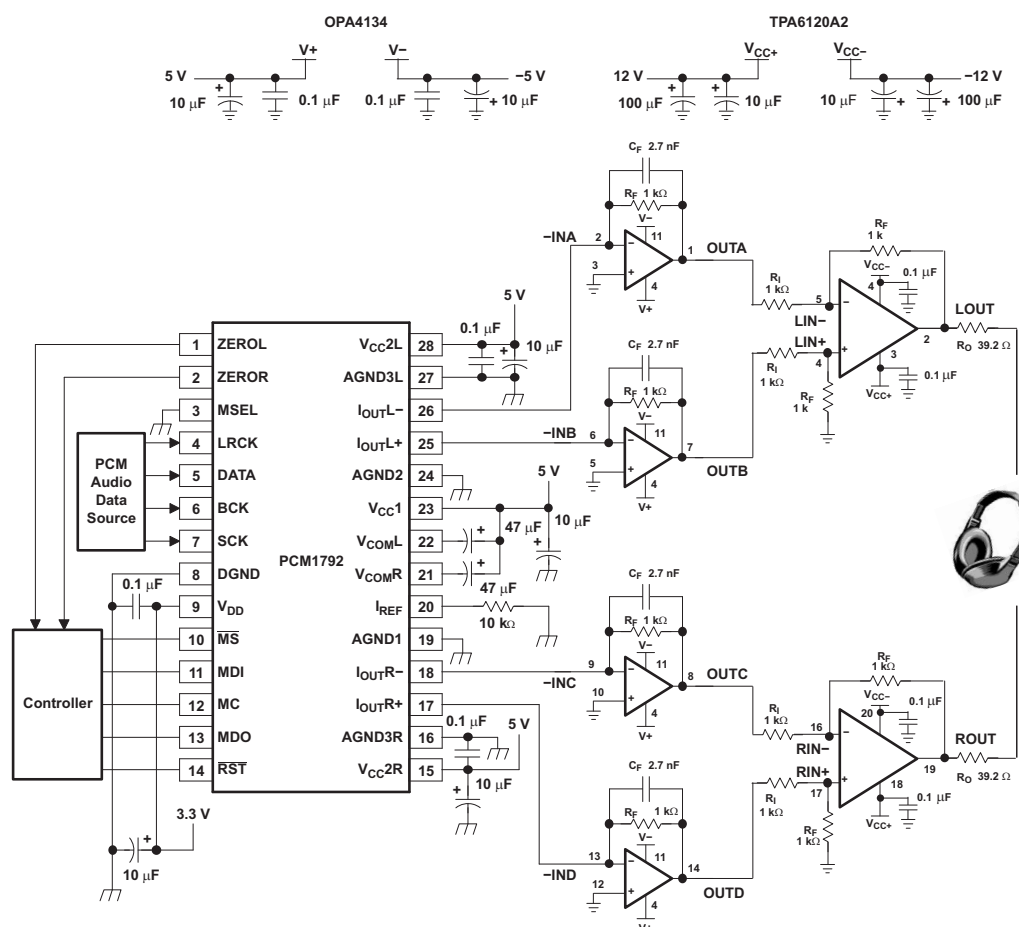 OPA4134
TPA6120A2
V+
V−
5 V
−5 V
10 µF
0.1 µF
0.1 µF
10 µF
+
+
VCC+
VCC−
12 V
−12 V
100 µF
10 µF
10 µF
100 µF
+
+
+
+
CF 2.7 nF
RF 1 kΩ
V−
−INA
2
11
1
OUTA
3
−
+
4
V+
CF 2.7 nF
RF 1 kΩ
V−
−INB
6
11
7
OUTB
5
−
+
4
V+
RI
1 kΩ
RF
1 k
VCC−
0.1 µF
4
5
LIN−
LIN+
4
−
+
3
2
LOUT
RO 39.2 Ω
VCC+
0.1 µF
RI
1 kΩ
RF
1 k
PCM1792
1 ZEROL
2 ZEROR
3 MSEL
4 LRCK
5 DATA
6 BCK
7 SCK
8 DGND
9 VDD
10 MS
11 MDI
12 MC
13 MDO
14 RST
VCC2L 28
AGND3L 27
IOUTL− 26
IOUTL+ 25
AGND2 24
VCC1 23
VCOML 22
VCOMR 21
IREF 20
AGND1 19
IOUTR− 18
IOUTR+ 17
AGND3R 16
VCC2R 15
PCM
Audio
Data
Source
Controller
0.1 µF
3.3 V
+
10 µF
5 V
0.1 µF
+
10 µF
5 V
47 µF
10 µF
+
+
+
47 µF
10 kΩ
0.1 µF
5 V
10 µF
+
CF 2.7 nF
RF 1 kΩ
V−
−INC
9
11
8
OUTC
10
−
+
4
V+
CF 2.7 nF
RF 1 kΩ
V−
−IND
13
11
14
OUTD
12
−
+
4
V+
RI
1 kΩ
RF
1 kΩ
VCC−
0.1 µF
20
16
RIN−
RIN+
17
−
+
18
19
ROUT
RO 39.2 Ω
VCC+
0.1 µF
RI
1 kΩ
RF
1 kΩ